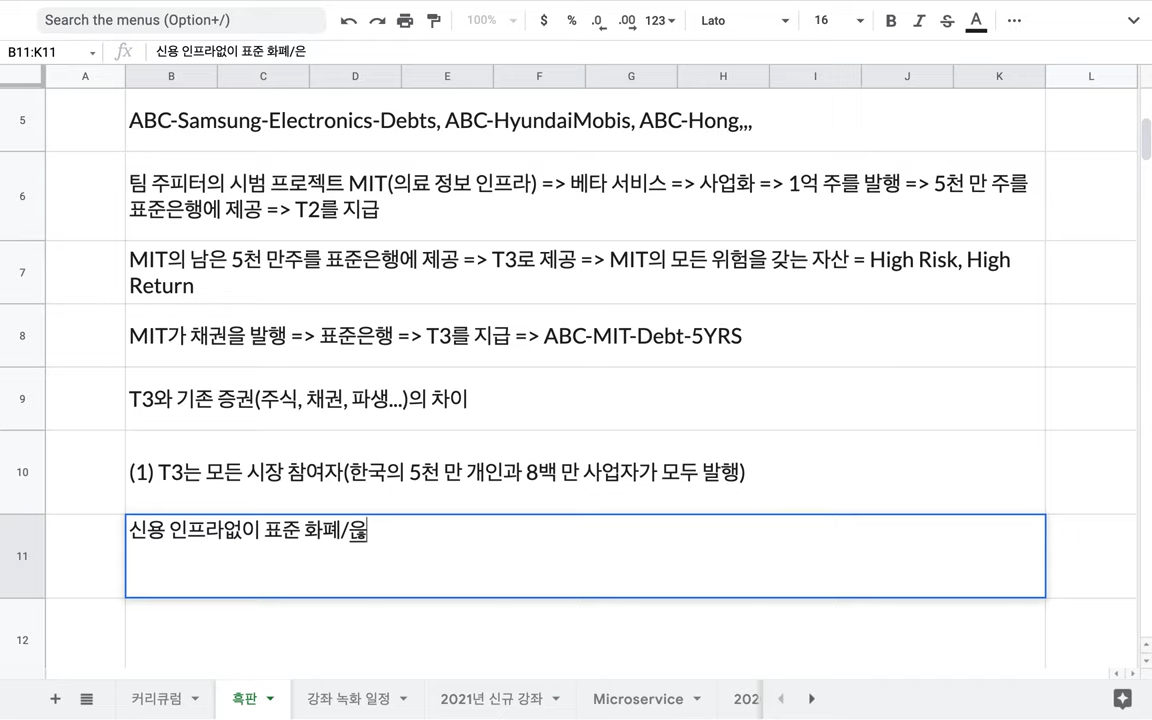 Search the menus (Option+/)
100%
$ % .0 .00 123 Lato 16 B I S A
B11:K11 fx 신용 인프라없이 표준 화폐/은
A B C D E F G H I J K L
5 ABC-Samsung-Electronics-Debts, ABC-HyundaiMobis, ABC-Hong,,,
6 팀 주피터의 시범 프로젝트 MIT(의료 정보 인프라) => 베타 서비스 => 사업화 => 1억 주를 발행 => 5천 만 주를
표준은행에 제공 => T2를 지급
7 MIT의 남은 5천 만주를 표준은행에 제공 => T3로 제공 => MIT의 모든 위험을 갖는 자산 = High Risk, High
Return
8 MIT가 채권을 발행 => 표준은행 => T3를 지급 => ABC-MIT-Debt-5YRS
9 T3와 기존 증권(주식, 채권, 파생...)의 차이
10 (1) T3는 모든 시장 참여자(한국의 5천 만 개인과 8백 만 사업자가 모두 발행)
11 신용 인프라없이 표준 화폐/
12
커리큐럼 흑판 강좌 녹화 일정 2021년 신규 강좌 Microservice 202